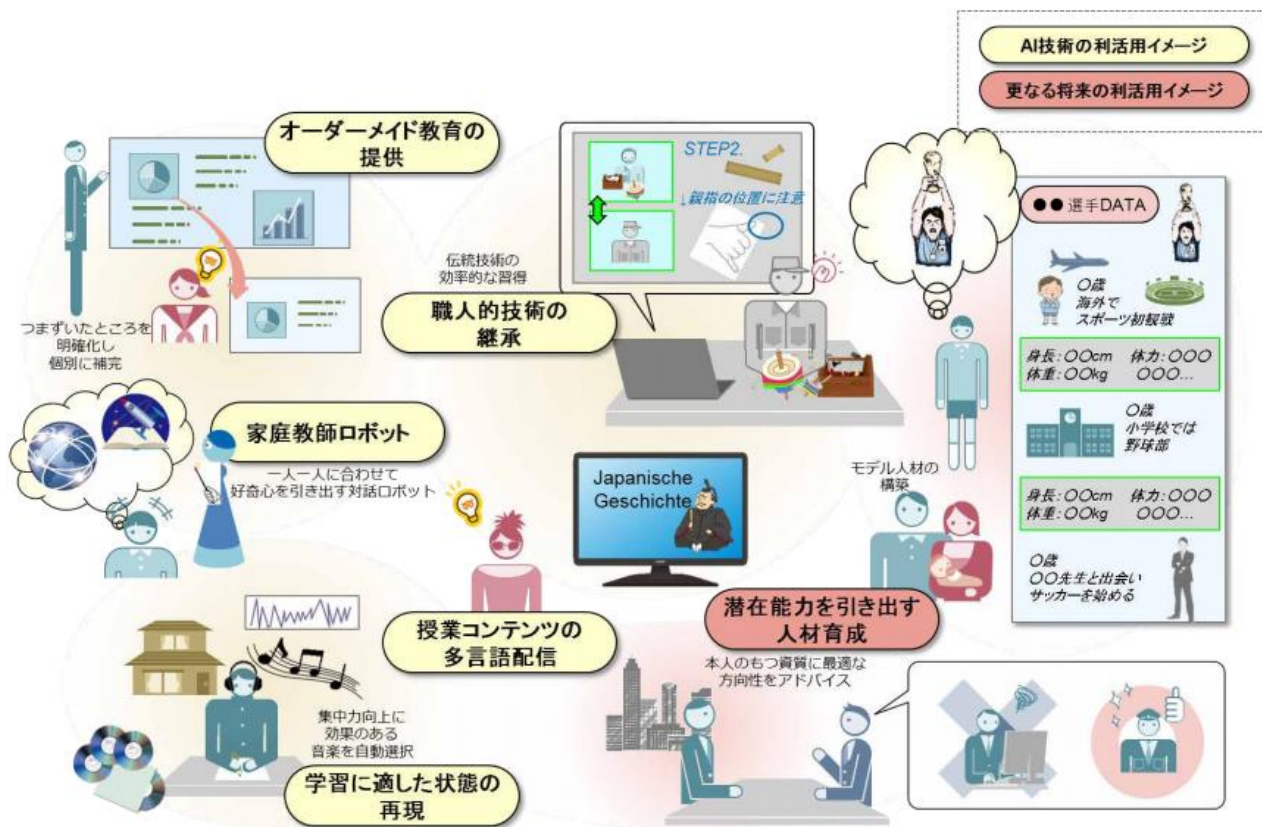 AI技術の利活用イメージ
更なる将来の利活用イメージ
オーダーメイド教育の
提供
つまずいたところを
明確化し
個別に補完
STEP2.
↓親指の位置に注意
伝統技術の
効率的な習得
職人的技術の
継承
●●選手DATA
〇歳
海外で
スポーツ初観戦
身長:〇〇cm 体力:〇〇〇
体重:〇〇kg 〇〇〇...
〇歳
小学校では
野球部
身長:〇〇cm 体力:〇〇〇
体重:〇〇kg 〇〇〇...
〇歳
〇〇先生と出会い
サッカーを始める
モデル人材の
構築
家庭教師ロボット
一人一人に合わせて
好奇心を引き出す対話ロボット
Japanische
Geschichte
授業コンテンツの
多言語配信
潜在能力を引き出す
人材育成
本人のもつ資質に最適な
方向性をアドバイス
集中力向上に
効果のある
音楽を自動選択
学習に適した状態の
再現